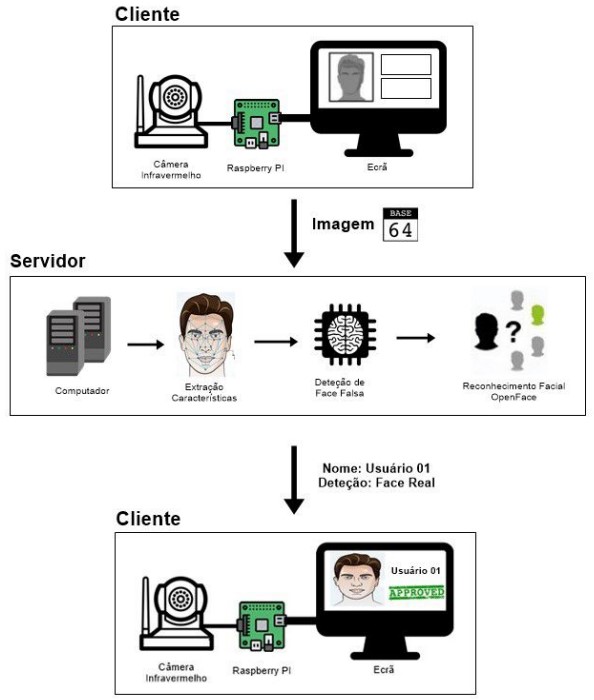 Cliente
Câmera
Infravermelho
Raspberry PI
Ecrã
Imagem
BASE
64
Servidor
Computador
Extração
Características
Deteção de
Face Falsa
?
Reconhecimento Facial
OpenFace
Nome: Usuário 01
Deteção: Face Real
Cliente
Usuário 01
APPROVED
Câmera
Infravermelho
Raspberry PI
Ecrã